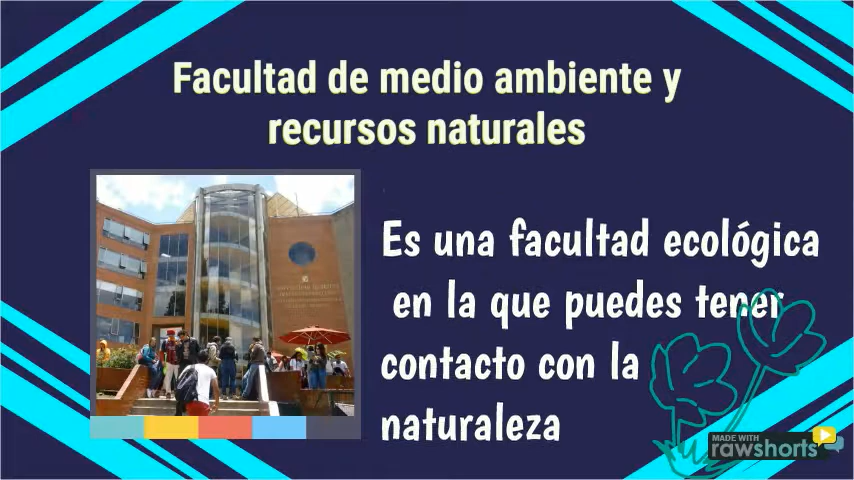 Facultad de medio ambiente y
recursos naturales
Es una facultad ecológica
en la que puedes tener
contacto con la
naturaleza
MADE WITH
rawshorts